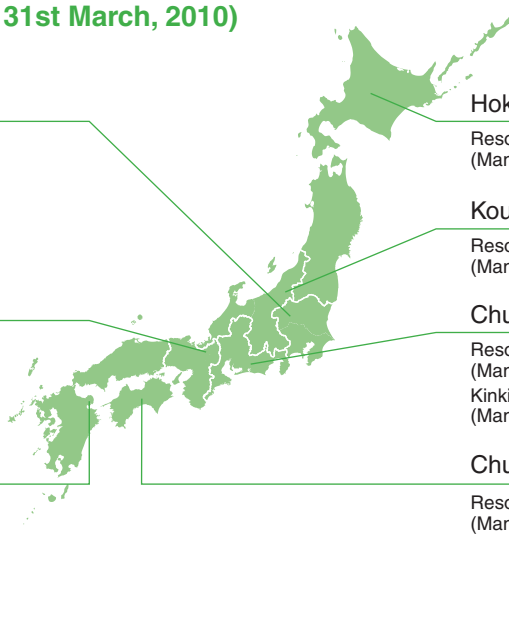 31st March, 2010)
Hok
Reso
(Mar
Kou
Reso
(Mar
Chu
Reso
(Mar
Kinki
(Mar
Chu
Reso
(Mar